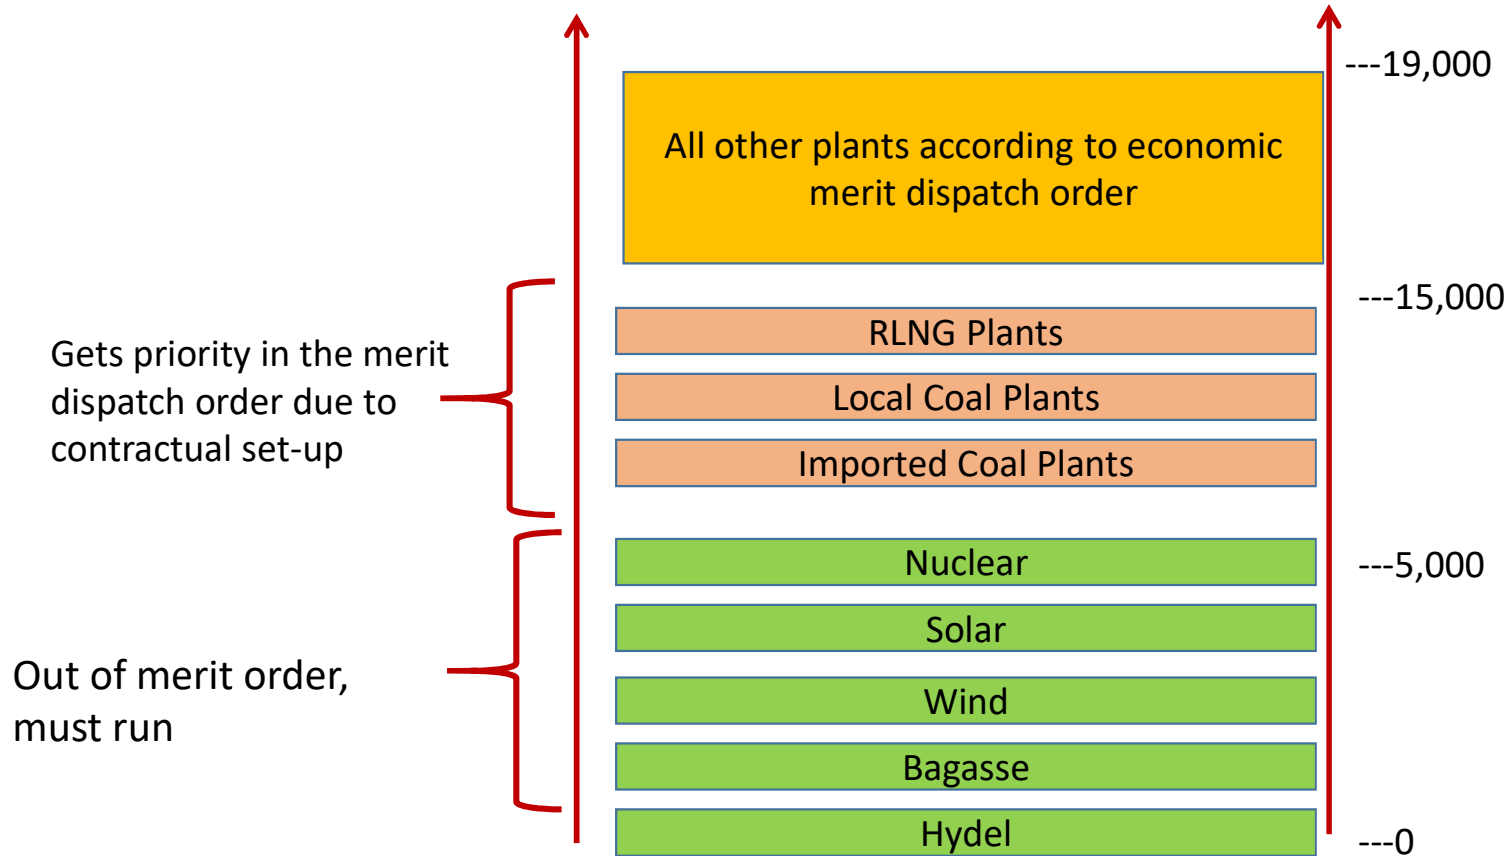 ---19,000
All other plants according to economic
merit dispatch order
---15,000
RLNG Plants
Gets priority in the merit
dispatch order due to
contractual set-up
Local Coal Plants
Imported Coal Plants
Nuclear
---5,000
Solar
Out of merit order,
must run
Wind
Bagasse
Hydel
---0